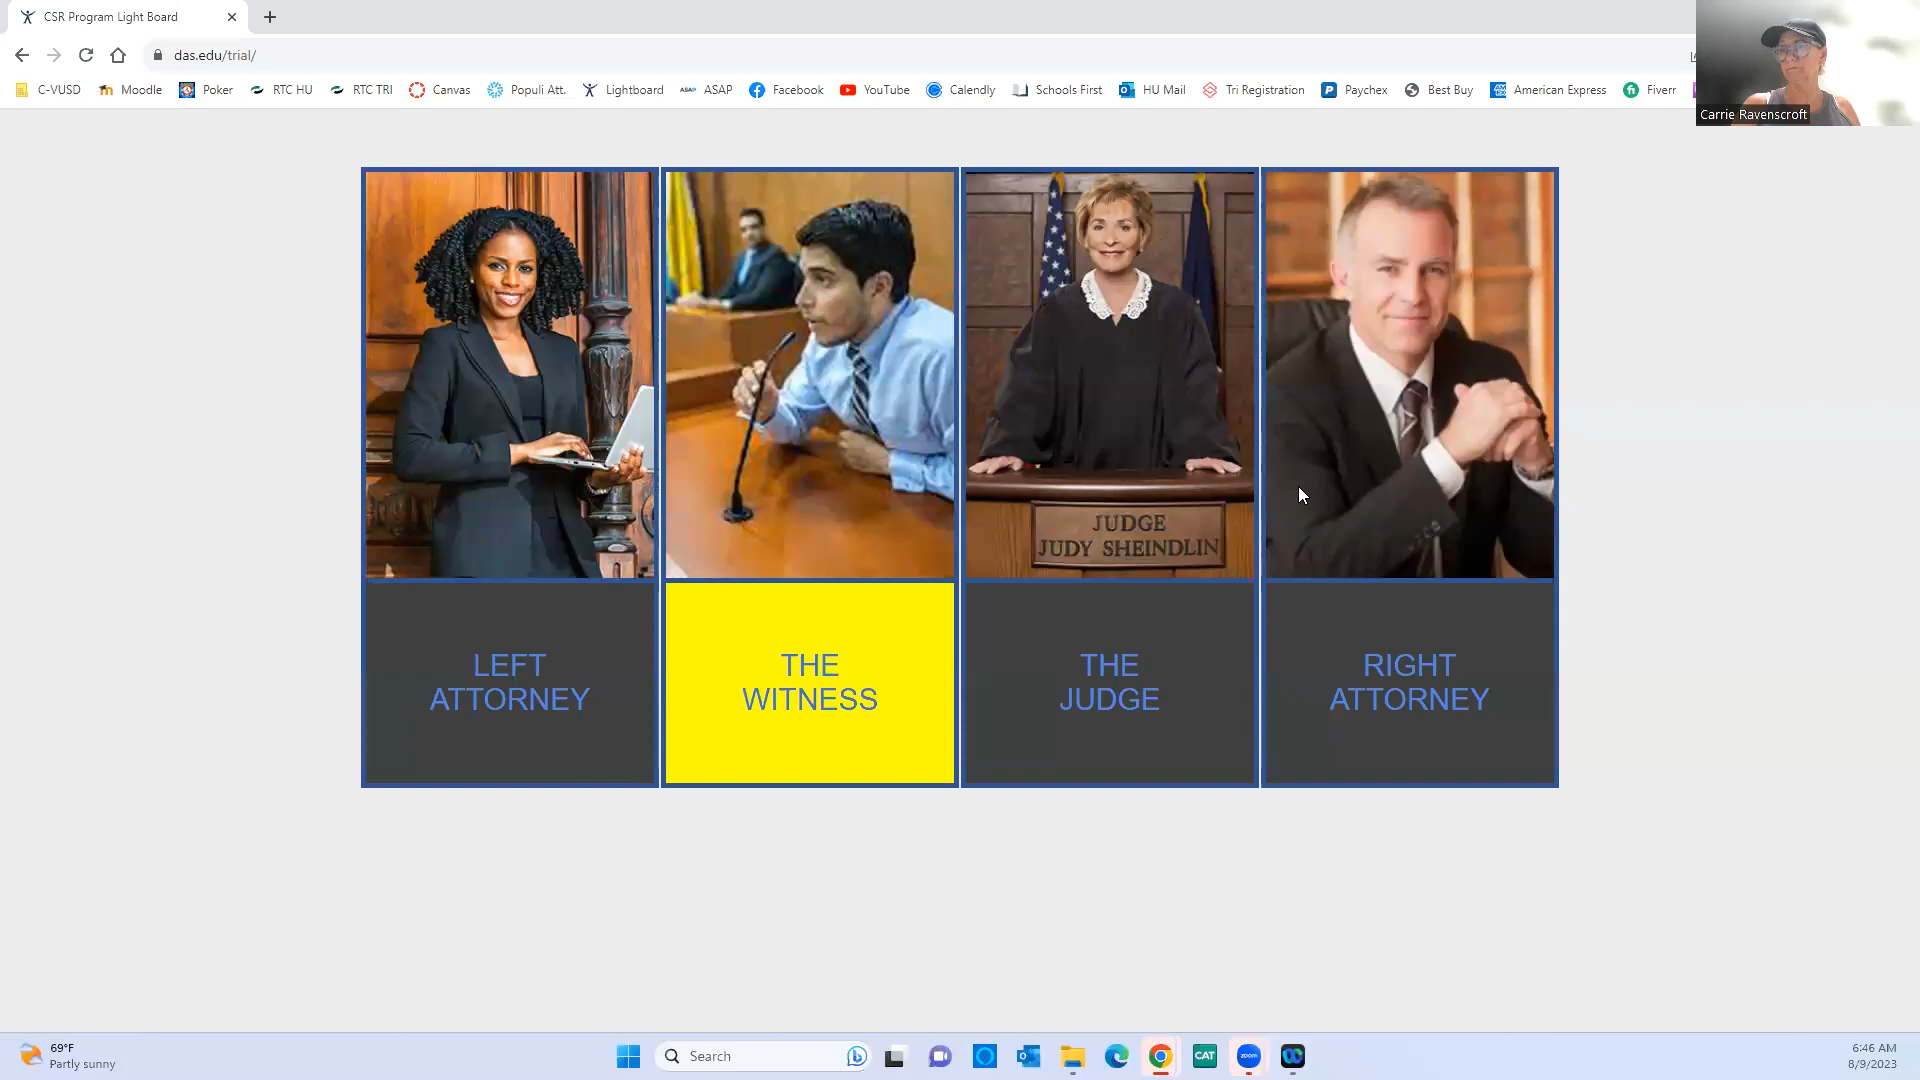 CSR Program Light Board
das.edu/trial/
C-VUSD Moodle Poker RTC HU RTC TRI Canvas Populi Att. Lightboard ASAP ASAP Facebook YouTube Calendly Schools First HU Mail Tri Registration Paychex Best Buy American Express Fiverr
Carrie Ravenscroft
JUDGE
JUDY SHEINDLIN
LEFT
ATTORNEY
THE
WITNESS
THE
JUDGE
RIGHT
ATTORNEY
69°F
Partly sunny
Search
CAT
zoom
6:46 AM
8/9/2023